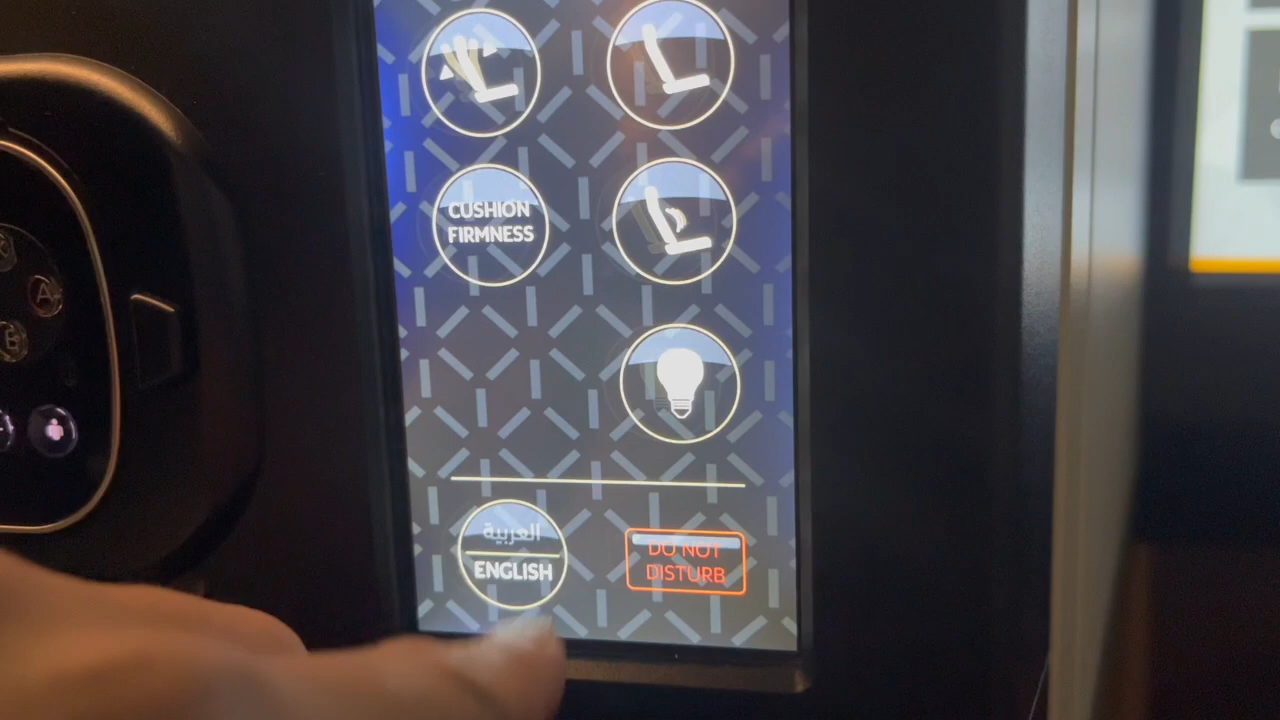 CUSHION
FIRMNESS
A
B
العربية
ENGLISH
DO NOT
DISTURB